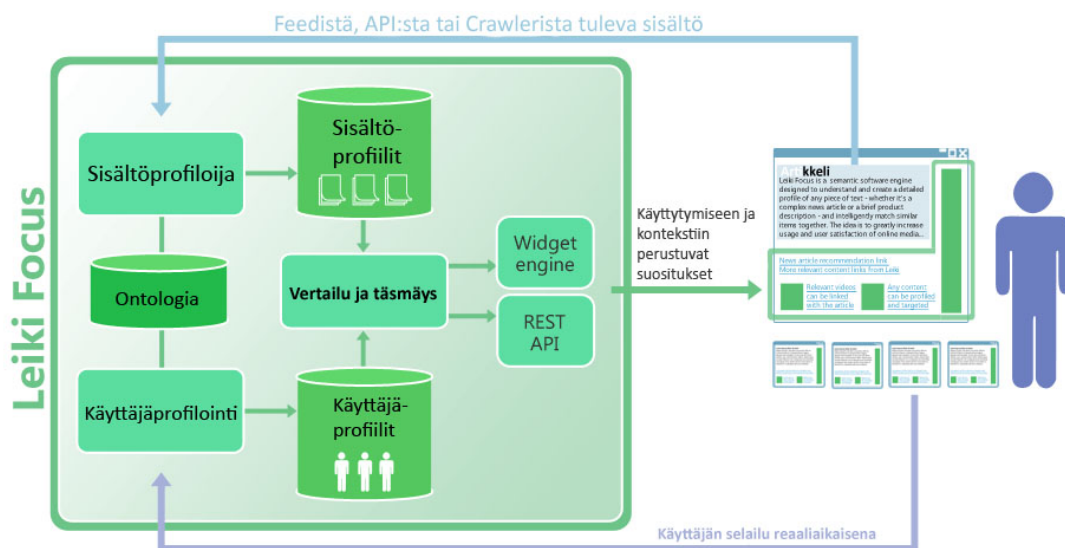 Feedistä, API:sta tai Crawlerista tuleva sisältö
Leiki Focus
Sisältöprofiloija
Sisältö-
profiilit
Ontologia
Vertailu ja täsmäys
Widget
engine
REST
API
Käyttäjäprofilointi
Käyttäjä-
profiilit
Käyttytymiseen ja
kontekstiin
perustuvat
suositukset
Artikkeli
Leiki Focus is a semantic software engine
designed to understand and create a detailed
profile of any piece of text - whether it's a
complex news article or a brief product
description - and intelligently match similar
items together. The idea is to greatly increase
usage and user satisfaction of online media...
News article recommendation link
More relevant content links from Leiki
Relevant videos
can be linked
with the article
Any content
can be profiled
and targeted
Käyttäjän selailu reaaliaikaisena